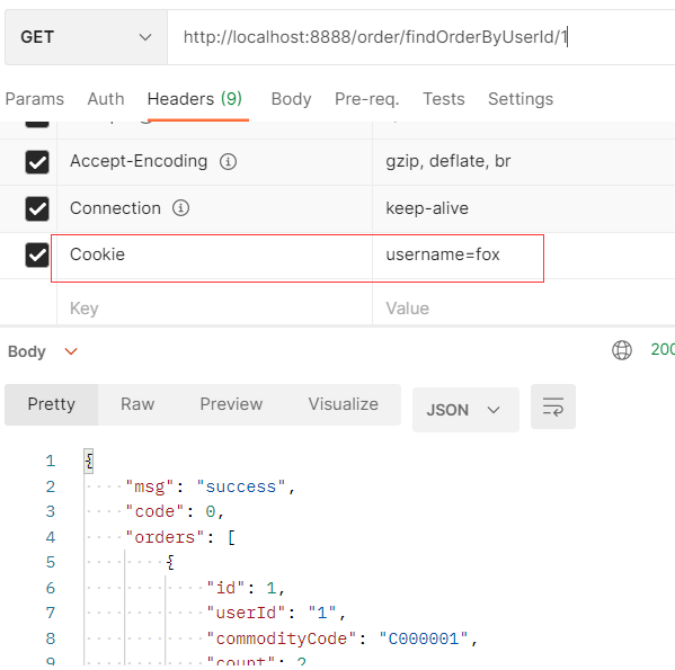 GET http://localhost:8888/order/findOrderByUserId/1
Params Auth Headers (9) Body Pre-req. Tests Settings
Accept-Encoding gzip, deflate, br
Connection keep-alive
Cookie username=fox
Key Value
Body 200
Pretty Raw Preview Visualize JSON
1 {
2 "msg": "success",
3 "code": 0,
4 "orders": [
5 {
6 "id": 1,
7 "userId": "1",
8 "commodityCode": "C000001",
9 "count": 2